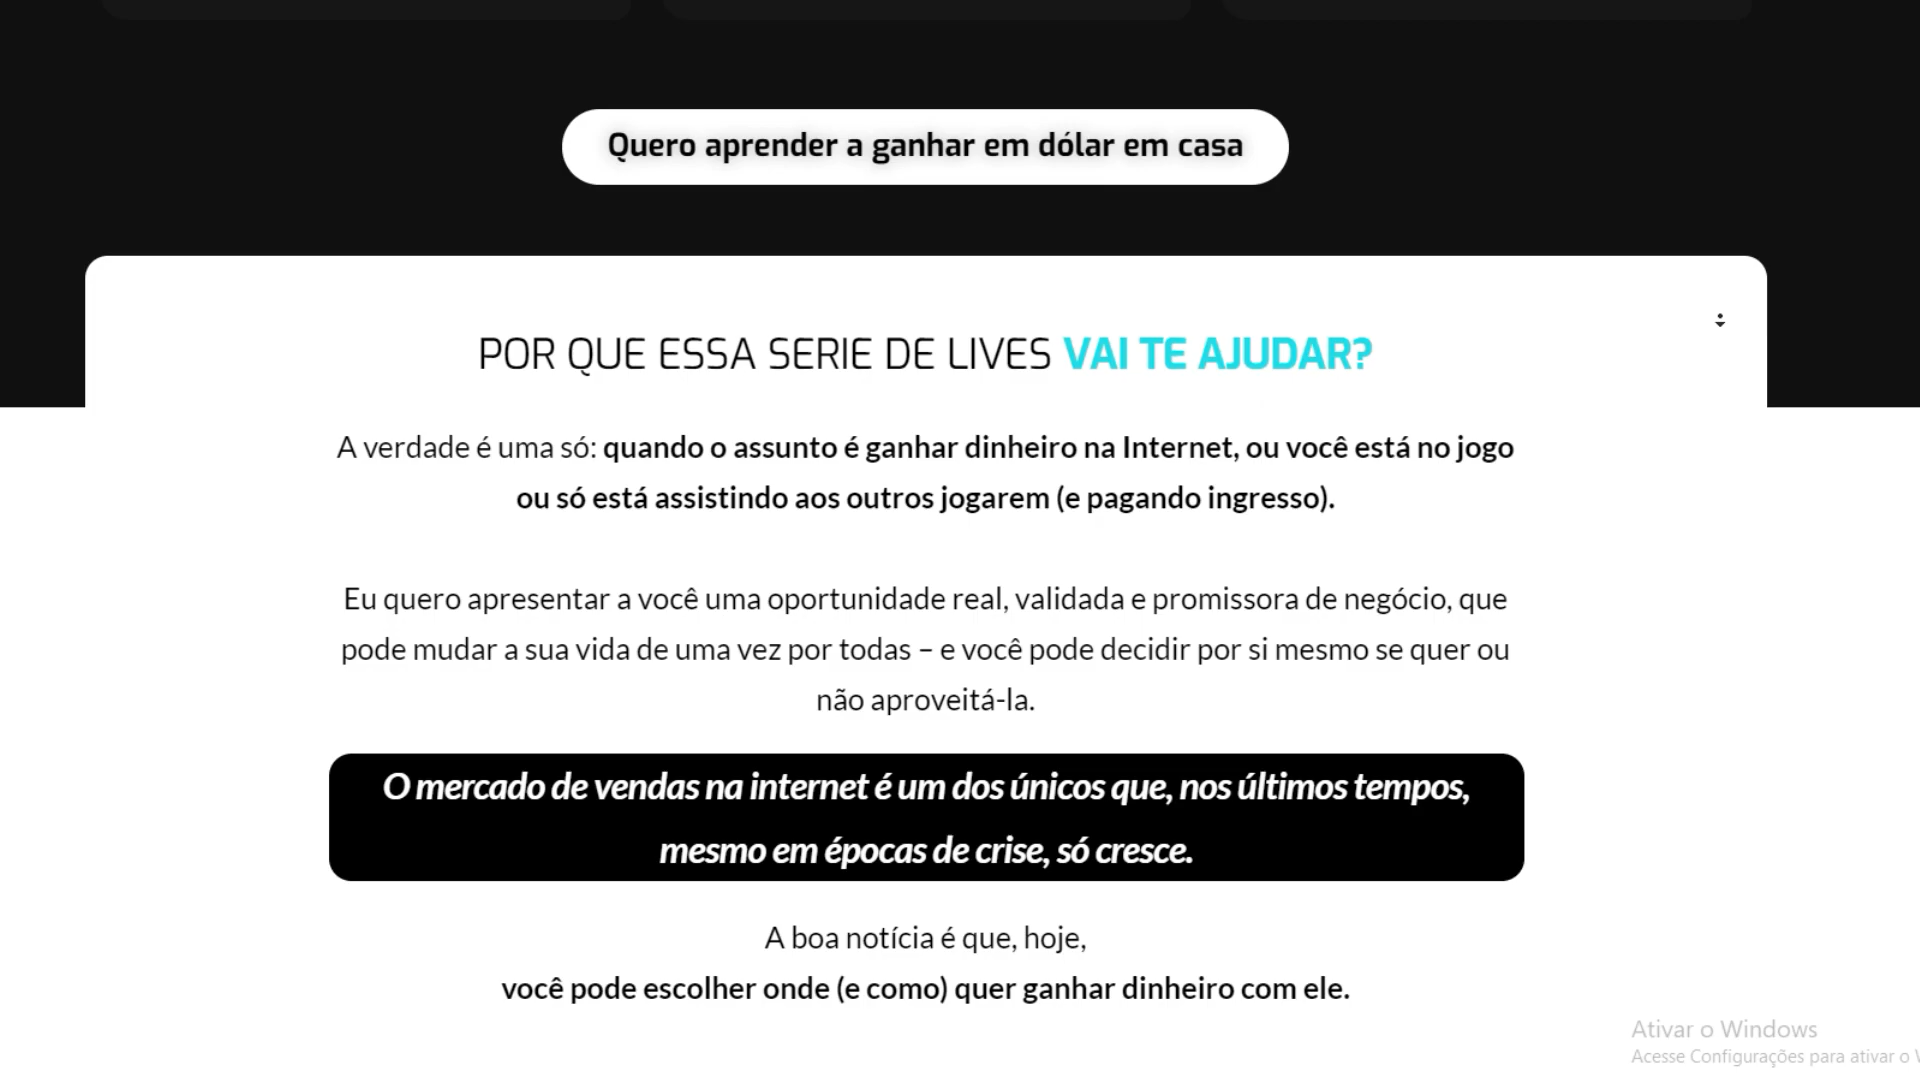 Quero aprender a ganhar em dólar em casa
POR QUE ESSA SERIE DE LIVES VAI TE AJUDAR?
A verdade é uma só: quando o assunto é ganhar dinheiro na Internet, ou você está no jogo
ou só está assistindo aos outros jogarem (e pagando ingresso).
Eu quero apresentar a você uma oportunidade real, validada e promissora de negócio, que
pode mudar a sua vida de uma vez por todas – e você pode decidir por si mesmo se quer ou
não aproveitá-la.
O mercado de vendas na internet é um dos únicos que, nos últimos tempos,
mesmo em épocas de crise, só cresce.
A boa notícia é que, hoje,
você pode escolher onde (e como) quer ganhar dinheiro com ele.
Ativar o Windows
Acesse Configurações para ativar o